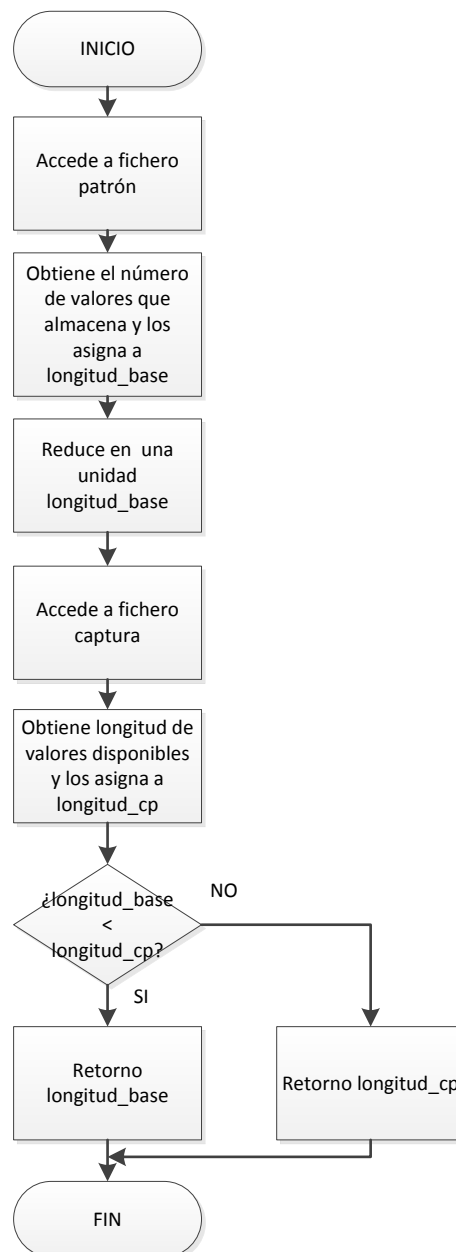 INICIO
Accede a fichero
patrón
Obtiene el número
de valores que
almacena y los
asigna a
longitud_base
Reduce en una
unidad
longitud_base
Accede a fichero
captura
Obtiene longitud de
valores disponibles
y los asigna a
longitud_cp
¿longitud_base
<
longitud_cp?
NO
SI
Retorno
longitud_base
Retorno longitud_cp
FIN